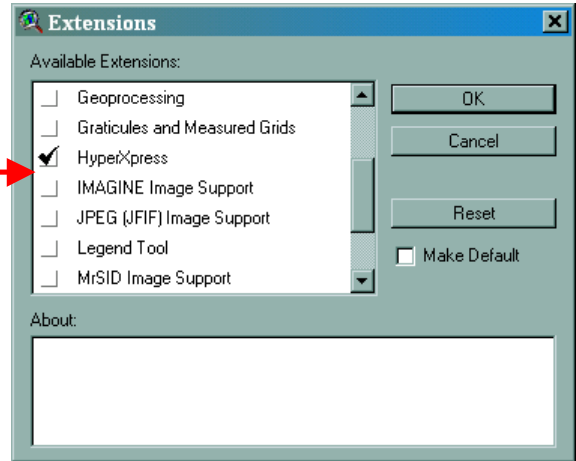 Extensions
Available Extensions:
Geoprocessing
Graticules and Measured Grids
HyperXpress
IMAGINE Image Support
JPEG (JFIF) Image Support
Legend Tool
MrSID Image Support
OK
Cancel
Reset
Make Default
About: